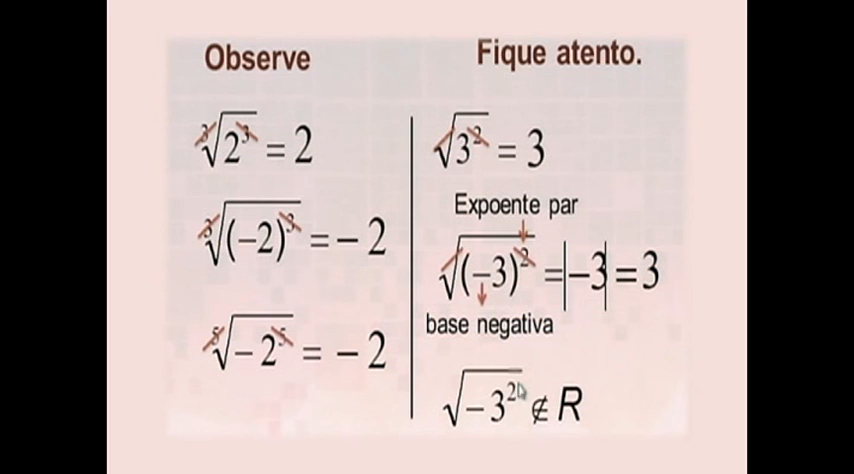 Observe
∛(2³) = 2
∛((−2)³) = −2
⁵√(−2⁵) = −2
Fique atento.
√(3²) = 3
Expoente par
√((−3)²) = |−3| = 3
base negativa
√(−3²) ∉ R